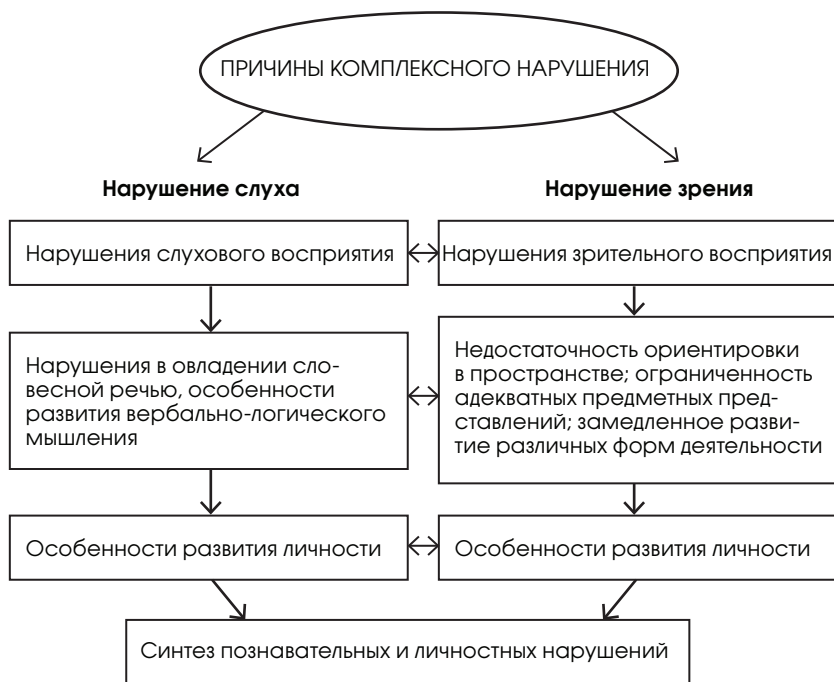 ПРИЧИНЫ КОМПЛЕКСНОГО НАРУШЕНИЯ
Нарушение слуха
Нарушение зрения
Нарушения слухового восприятия
Нарушения зрительного восприятия
Нарушения в овладении сло-
весной речью, особенности
развития вербально-логического
мышления
Недостаточность ориентировки
в пространстве; ограниченность
адекватных предметных пред-
ставлений; замедленное разви-
тие различных форм деятельности
Особенности развития личности
Особенности развития личности
Синтез познавательных и личностных нарушений